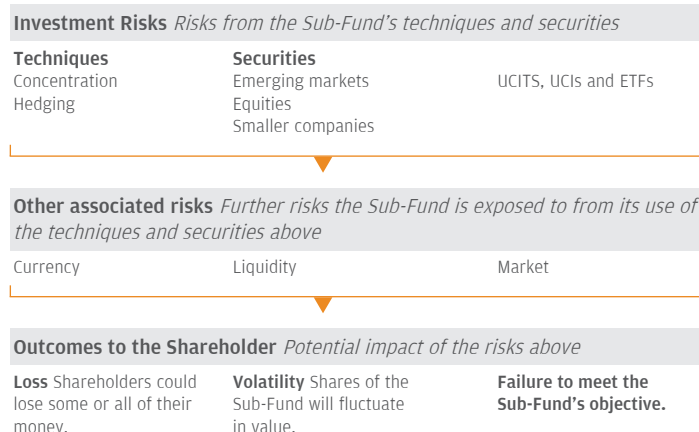 Investment Risks Risks from the Sub-Fund's techniques and securities
Techniques
Concentration
Hedging
Securities
Emerging markets
Equities
Smaller companies
UCITS, UCIs and ETFs
Other associated risks Further risks the Sub-Fund is exposed to from its use of
the techniques and securities above
Currency
Liquidity
Market
Outcomes to the Shareholder Potential impact of the risks above
Loss Shareholders could
lose some or all of their
money.
Volatility Shares of the
Sub-Fund will fluctuate
in value.
Failure to meet the
Sub-Fund's objective.